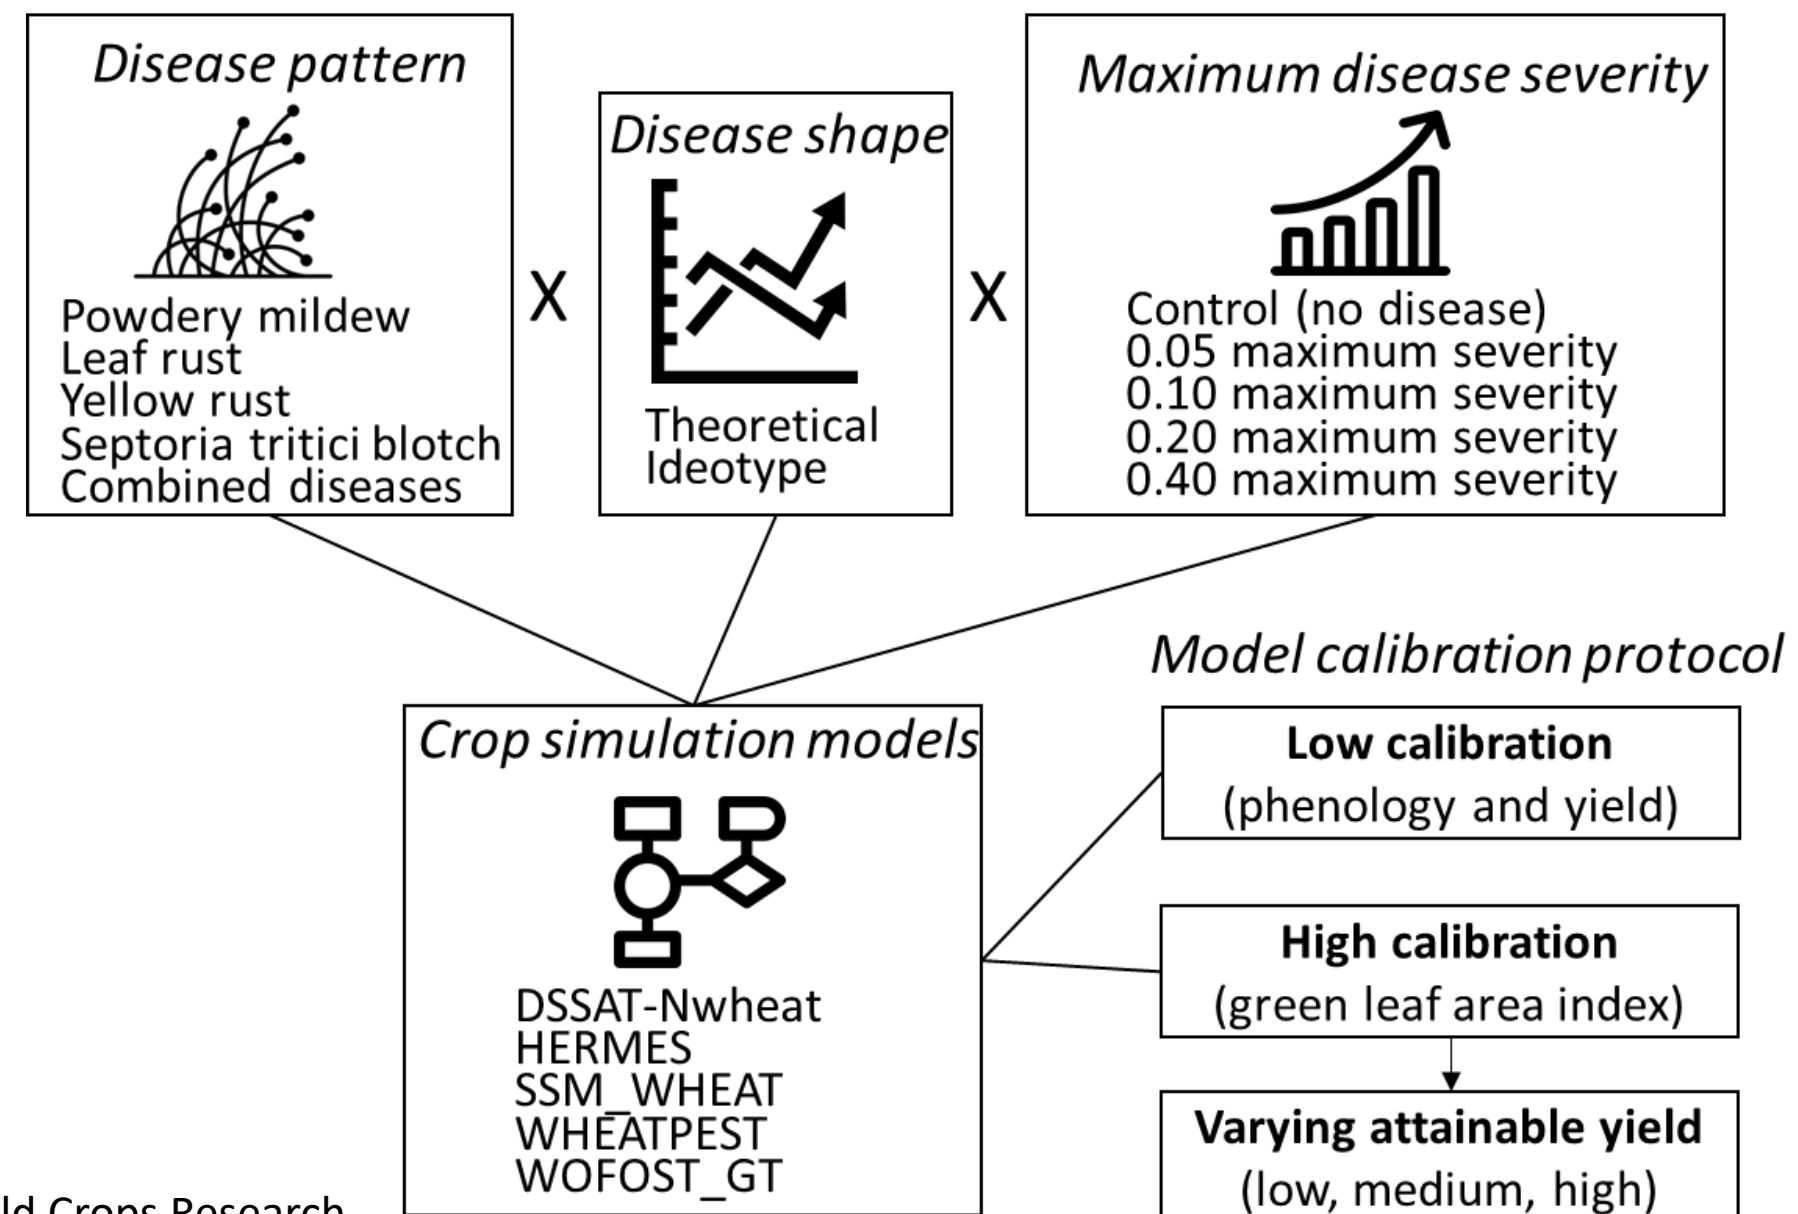 Disease pattern
Powdery mildew
Leaf rust
Yellow rust
Septoria tritici blotch
Combined diseases
X
Disease shape
Theoretical
Ideotype
X
Maximum disease severity
Control (no disease)
0.05 maximum severity
0.10 maximum severity
0.20 maximum severity
0.40 maximum severity
Crop simulation models
DSSAT-Nwheat
HERMES
SSM_WHEAT
WHEATPEST
WOFOST_GT
Model calibration protocol
Low calibration
(phenology and yield)
High calibration
(green leaf area index)
Varying attainable yield
(low, medium, high)
ld Crops Research